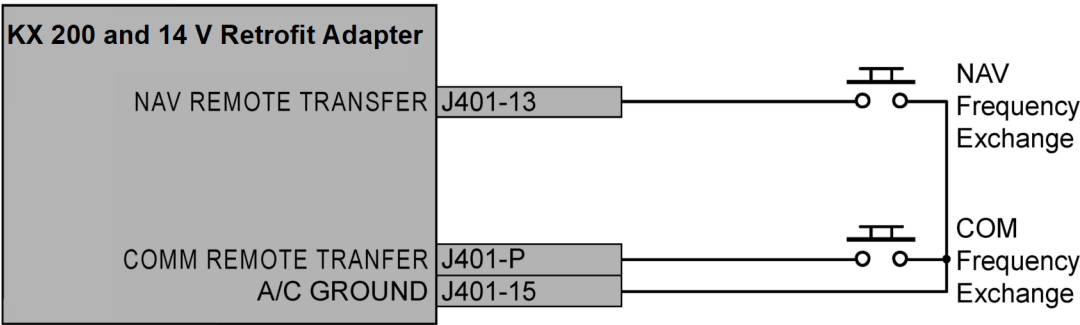 KX 200 and 14 V Retrofit Adapter
NAV REMOTE TRANSFER J401-13
NAV
Frequency
Exchange
COMM REMOTE TRANFER J401-P
A/C GROUND J401-15
COM
Frequency
Exchange